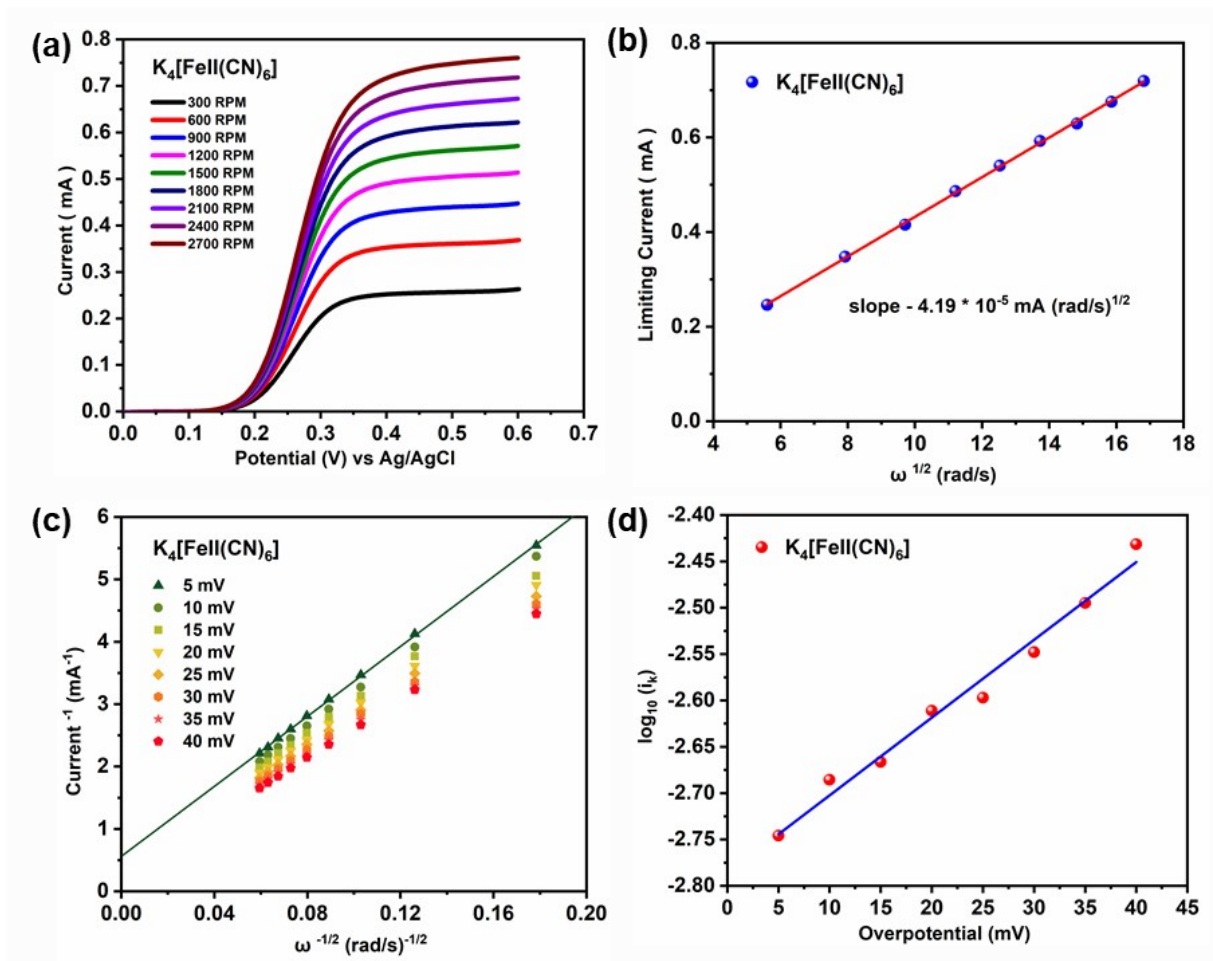 (a)
K4[FeII(CN)6]
300 RPM
600 RPM
900 RPM
1200 RPM
1500 RPM
1800 RPM
2100 RPM
2400 RPM
2700 RPM
Current ( mA)
0.8
0.7
0.6
0.5
0.4
0.3
0.2
0.1
0.0
0.0 0.1 0.2 0.3 0.4 0.5 0.6 0.7
Potential (V) vs Ag/AgCl
(b)
K4[FeII(CN)6]
Limiting Current ( mA)
0.8
0.6
0.4
0.2
0.0
slope - 4.19 * 10-5 mA (rad/s)1/2
4 6 8 10 12 14 16 18
ω 1/2 (rad/s)
(c)
K4[FeII(CN)6]
5 mV
10 mV
15 mV
20 mV
25 mV
30 mV
35 mV
40 mV
Current -1 (mA-1)
6
5
4
3
2
1
0
0.00 0.04 0.08 0.12 0.16 0.20
ω -1/2 (rad/s)-1/2
(d)
K4[FeII(CN)6]
log10 (ik)
-2.40
-2.45
-2.50
-2.55
-2.60
-2.65
-2.70
-2.75
-2.80
0 5 10 15 20 25 30 35 40 45
Overpotential (mV)